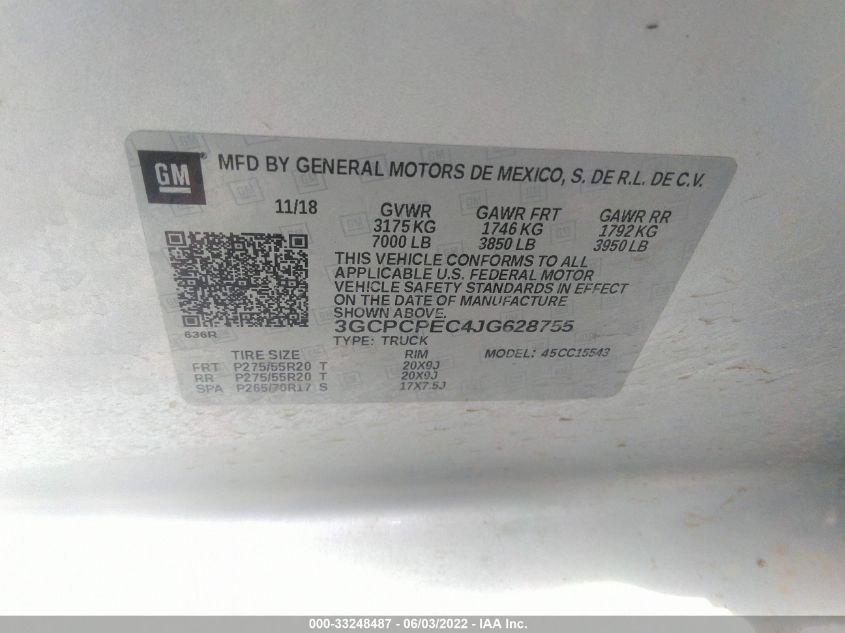 GM ® MFD BY GENERAL MOTORS DE MEXICO, S. DE R.L. DE C.V.
11/18 GVWR GAWR FRT GAWR RR
3175 KG 1746 KG 1792 KG
7000 LB 3850 LB 3950 LB
THIS VEHICLE CONFORMS TO ALL
APPLICABLE U.S. FEDERAL MOTOR
VEHICLE SAFETY STANDARDS IN EFFECT
ON THE DATE OF MANUFACTURE
SHOWN ABOVE.
3GCPCPEC4JG628755
636R TYPE: TRUCK
TIRE SIZE RIM MODEL: 45CC15543
FRT P275/55R20 T 20X9J
RR P275/55R20 T 20X9J
SPA P265/70R17 S 17X7.5J
000-33248487 - 06/03/2022 - IAA Inc.